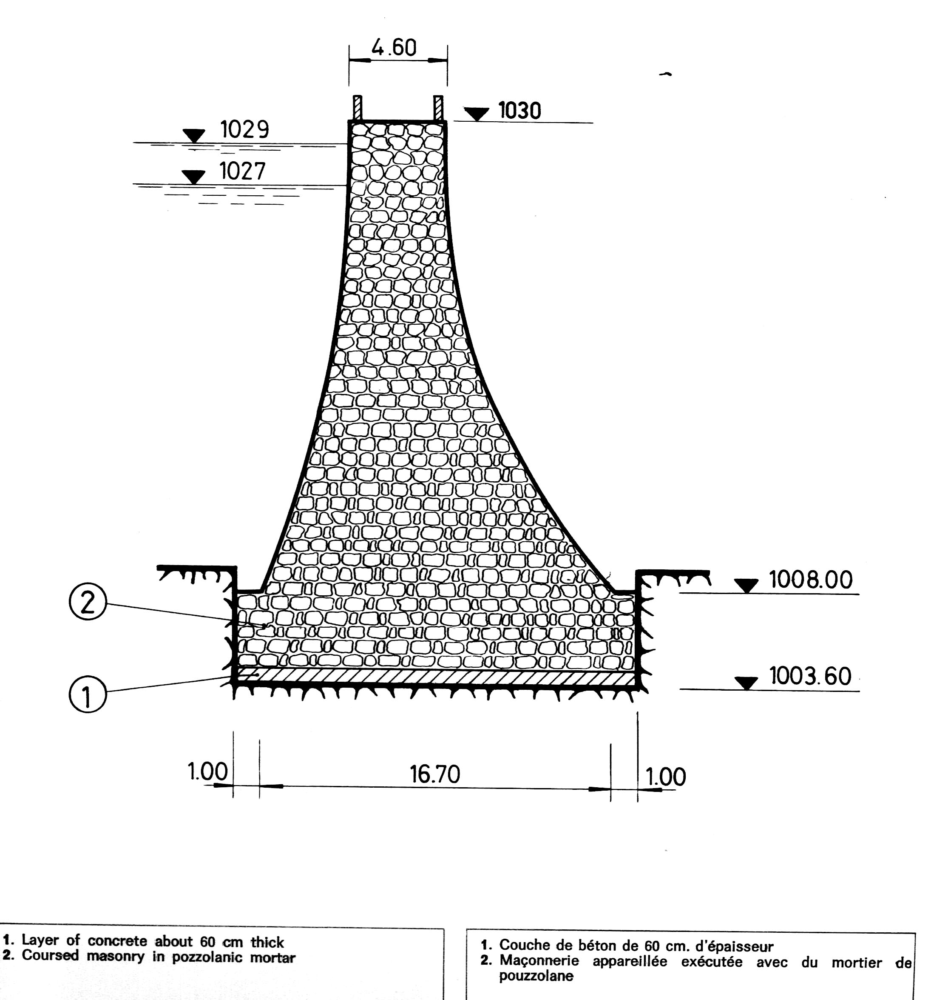 4.60
1030
1029
1027
1008.00
2
1003.60
1
1.00
16.70
1.00
1. Layer of concrete about 60 cm thick
2. Coursed masonry in pozzolanic mortar
1. Couche de béton de 60 cm. d'épaisseur
2. Maçonnerie appareillée exécutée avec du mortier de
pouzzolane